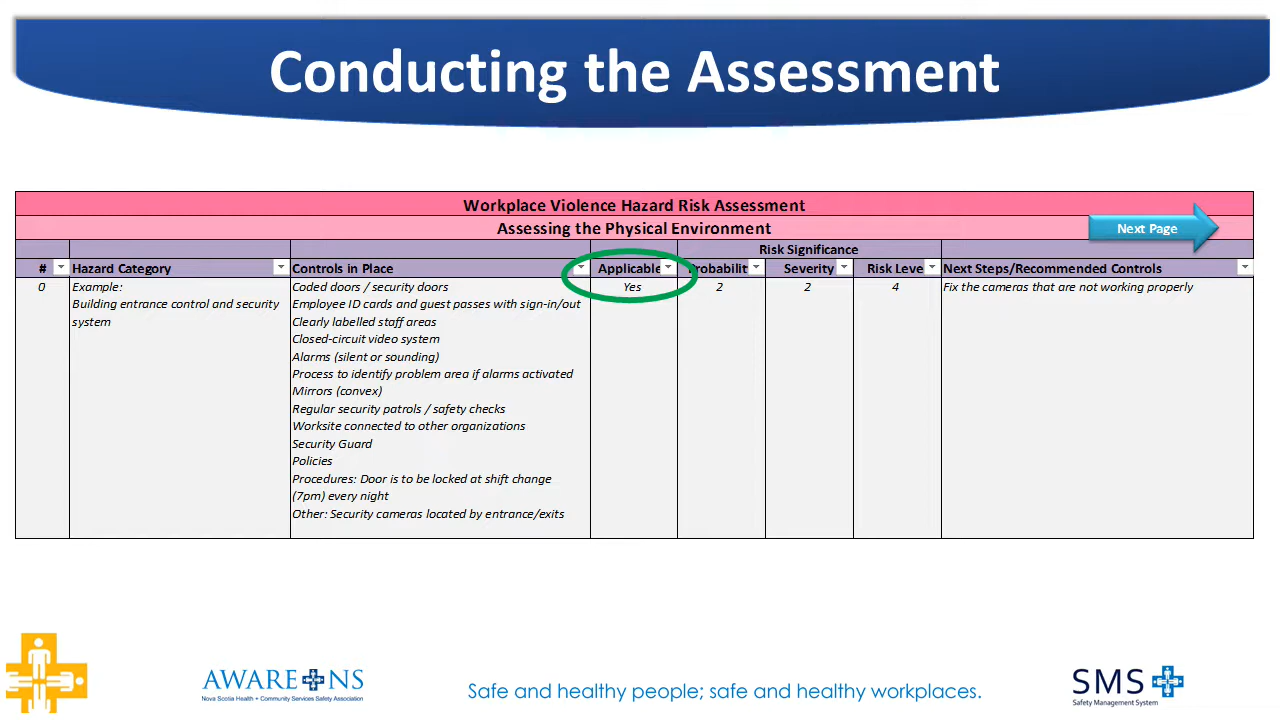 Conducting the Assessment
Workplace Violence Hazard Risk Assessment
Assessing the Physical Environment
Next Page
Risk Significance
# Hazard Category Controls in Place Applicable Probabilit Severity Risk Leve Next Steps/Recommended Controls
0 Example: Coded doors / security doors Yes 2 2 4 Fix the cameras that are not working properly
Building entrance control and security Employee ID cards and guest passes with sign-in/out
system Clearly labelled staff areas
Closed-circuit video system
Alarms (silent or sounding)
Process to identify problem area if alarms activated
Mirrors (convex)
Regular security patrols / safety checks
Worksite connected to other organizations
Security Guard
Policies
Procedures: Door is to be locked at shift change
(7pm) every night
Other: Security cameras located by entrance/exits
AWARE NS
Nova Scotia Health + Community Services Safety Association
Safe and healthy people; safe and healthy workplaces.
SMS
Safety Management System